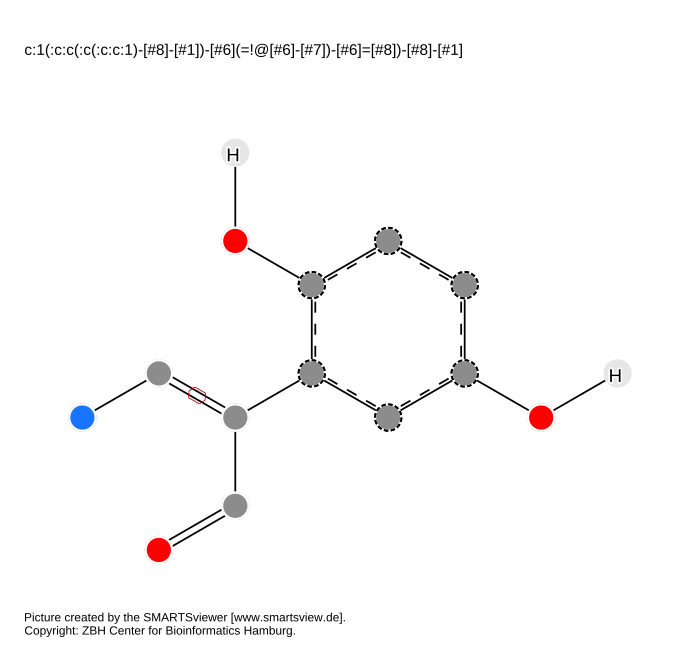 c:1(:c:c(:c(:c:c:1)-[#8]-[#1])-[#6](=!@[#6]-[#7])-[#6]=[#8])-[#8]-[#1]
H
H
Picture created by the SMARTSviewer [www.smartsview.de].
Copyright: ZBH Center for Bioinformatics Hamburg.